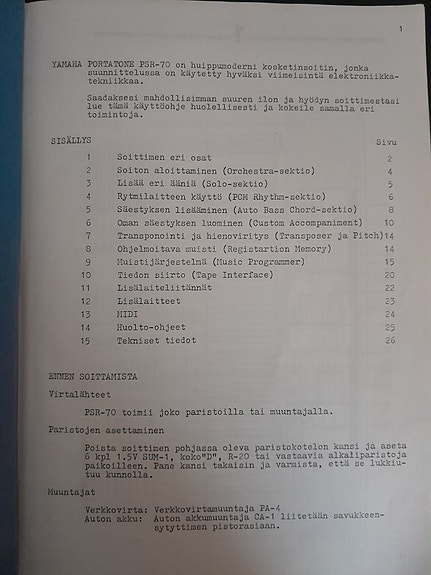 1
YAMAHA PORTATONE PSR-70 on huippumoderni kosketinsoitin, jonka
suunnittelussa on käytetty hyväksi viimeisintä elektroniikka-
tekniikkaa.
Saadaksesi mahdollisimman suuren ilon ja hyödyn soittimestasi
lue tämä käyttöohje huolellisesti ja kokeile samalla eri
toimintoja.
SISÄLLYS Sivu
1 Soittimen eri osat 2
2 Soiton aloittaminen (Orchestra-sektio) 4
3 Lisää eri ääniä (Solo-sektio) 5
4 Rytmilaitteen käyttö (PCM Rhythm-sektio) 6
5 Säestyksen lisääminen (Auto Bass Chord-sektio) 8
6 Oman säestyksen luominen (Custom Accompaniment) 10
7 Transponointi ja hienoviritys (Transposer ja Pitch)14
8 Ohjelmoitava muisti (Registartion Memory) 14
9 Muistijärjestelmä (Music Programmer) 15
10 Tiedon siirto (Tape Interface) 20
11 Lisälaiteliitännät 22
12 Lisälaitteet 23
13 MIDI 24
14 Huolto-ohjeet 25
15 Tekniset tiedot 26
ENNEN SOITTAMISTA
Virtalähteet
PSR-70 toimii joko paristoilla tai muuntajalla.
Paristojen asettaminen
Poista soittimen pohjassa oleva paristokotelon kansi ja aseta
6 kpl 1.5V SUM-1, koko"D", R-20 tai vastaavia alkaliparistoja
paikoilleen. Pane kansi takaisin ja varmista, että se lukkiu-
tuu kunnolla.
Muuntajat
Verkkovirta: Verkkovirtamuuntaja PA-4
Auton akku: Auton akkumuuntaja CA-1 liitetään savukkeen-
sytyttimen pistorasiaan.